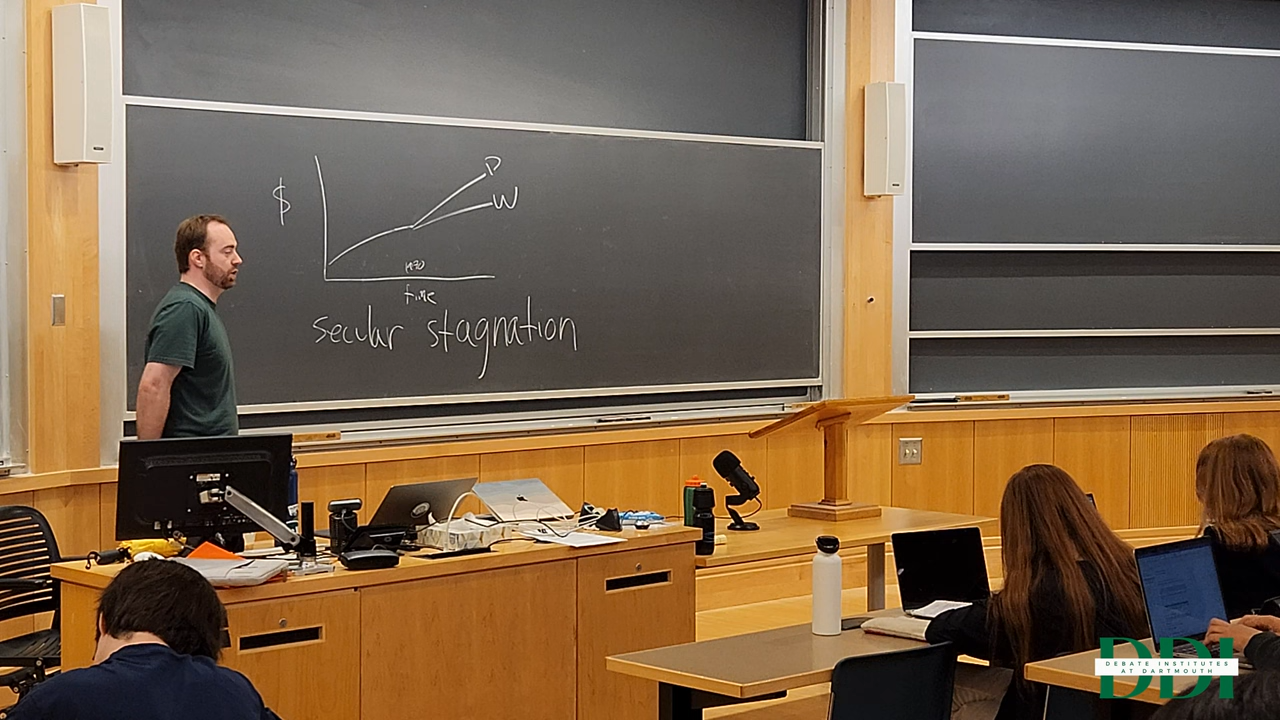 $
P
W
1970
time
secular stagnation
DDI
DEBATE INSTITUTES
AT DARTMOUTH